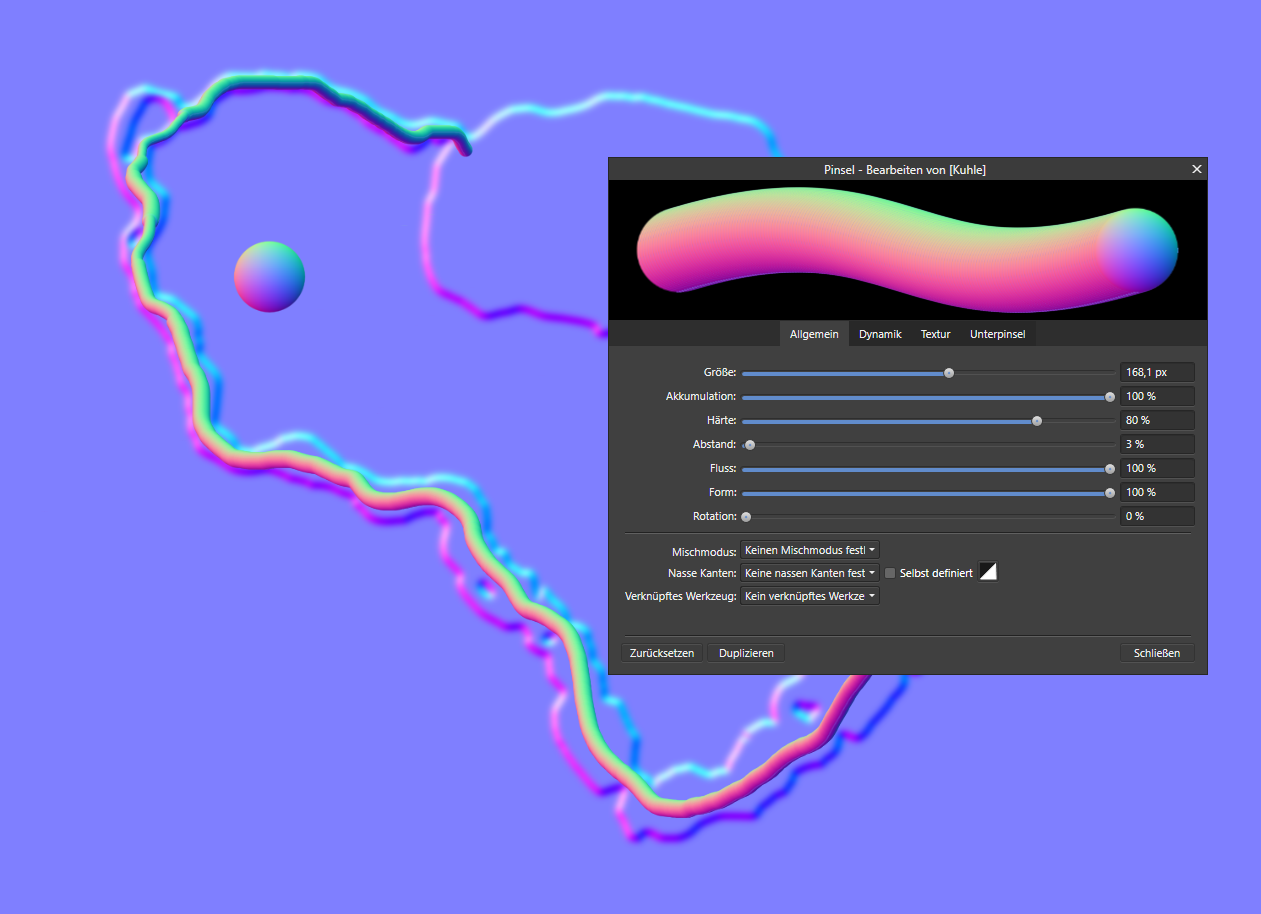 Pinsel - Bearbeiten von [Kuhle]
Allgemein Dynamik Textur Unterpinsel
Größe: 168,1 px
Akkumulation: 100 %
Härte: 80 %
Abstand: 3 %
Fluss: 100 %
Form: 100 %
Rotation: 0 %
Mischmodus: Keinen Mischmodus festl
Nasse Kanten: Keine nassen Kanten fest Selbst definiert
Verknüpftes Werkzeug: Kein verknüpftes Werkze
Zurücksetzen Duplizieren Schließen